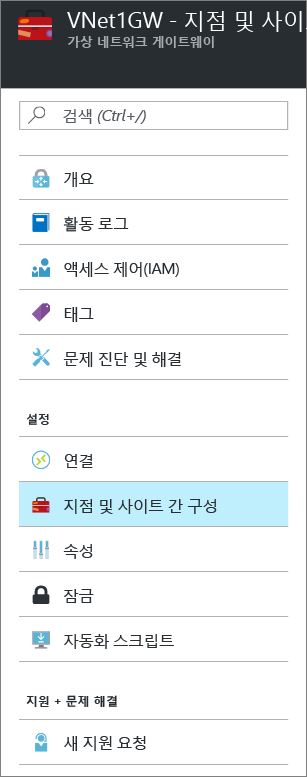 VNet1GW - 지점 및 사이
가상 네트워크 게이트웨이
검색 (Ctrl+/)
개요
활동 로그
액세스 제어(IAM)
태그
문제 진단 및 해결
설정
연결
지점 및 사이트 간 구성
속성
잠금
자동화 스크립트
지원 + 문제 해결
새 지원 요청